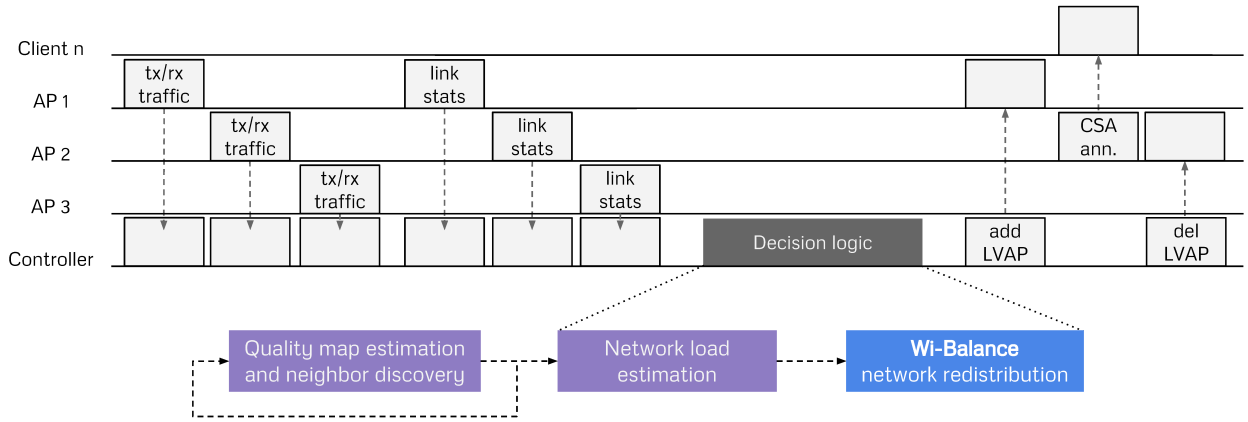 Client n
AP 1
tx/rx
traffic
link
stats
AP 2
tx/rx
traffic
link
stats
CSA
ann.
AP 3
tx/rx
traffic
link
stats
Controller
Decision logic
add
LVAP
del
LVAP
Quality map estimation
and neighbor discovery
Network load
estimation
Wi-Balance
network redistribution